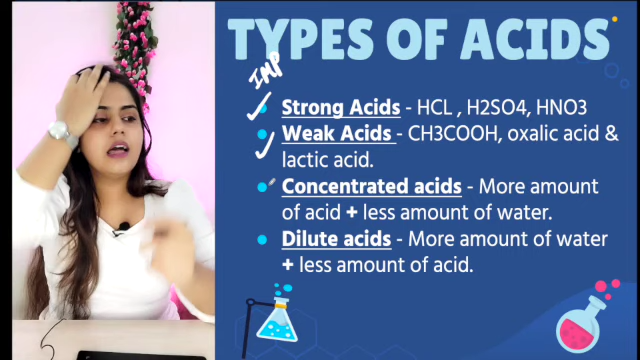 TYPES OF ACIDS
IMP
Strong Acids - HCL , H2SO4, HNO3
Weak Acids - CH3COOH, oxalic acid &
lactic acid.
Concentrated acids - More amount
of acid + less amount of water.
Dilute acids - More amount of water
+ less amount of acid.